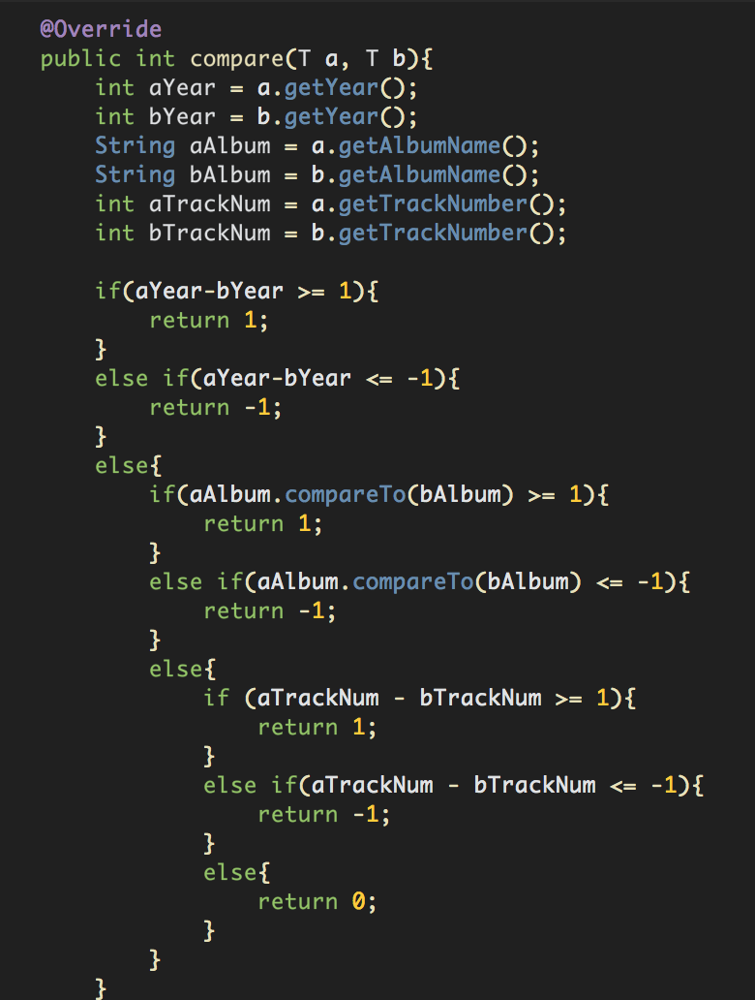 @Override
public int compare(T a, T b){
    int aYear = a.getYear();
    int bYear = b.getYear();
    String aAlbum = a.getAlbumName();
    String bAlbum = b.getAlbumName();
    int aTrackNum = a.getTrackNumber();
    int bTrackNum = b.getTrackNumber();

    if(aYear-bYear >= 1){
        return 1;
    }
    else if(aYear-bYear <= -1){
        return -1;
    }
    else{
        if(aAlbum.compareTo(bAlbum) >= 1){
            return 1;
        }
        else if(aAlbum.compareTo(bAlbum) <= -1){
            return -1;
        }
        else{
            if (aTrackNum - bTrackNum >= 1){
                return 1;
            }
            else if(aTrackNum - bTrackNum <= -1){
                return -1;
            }
            else{
                return 0;
            }
        }
    }